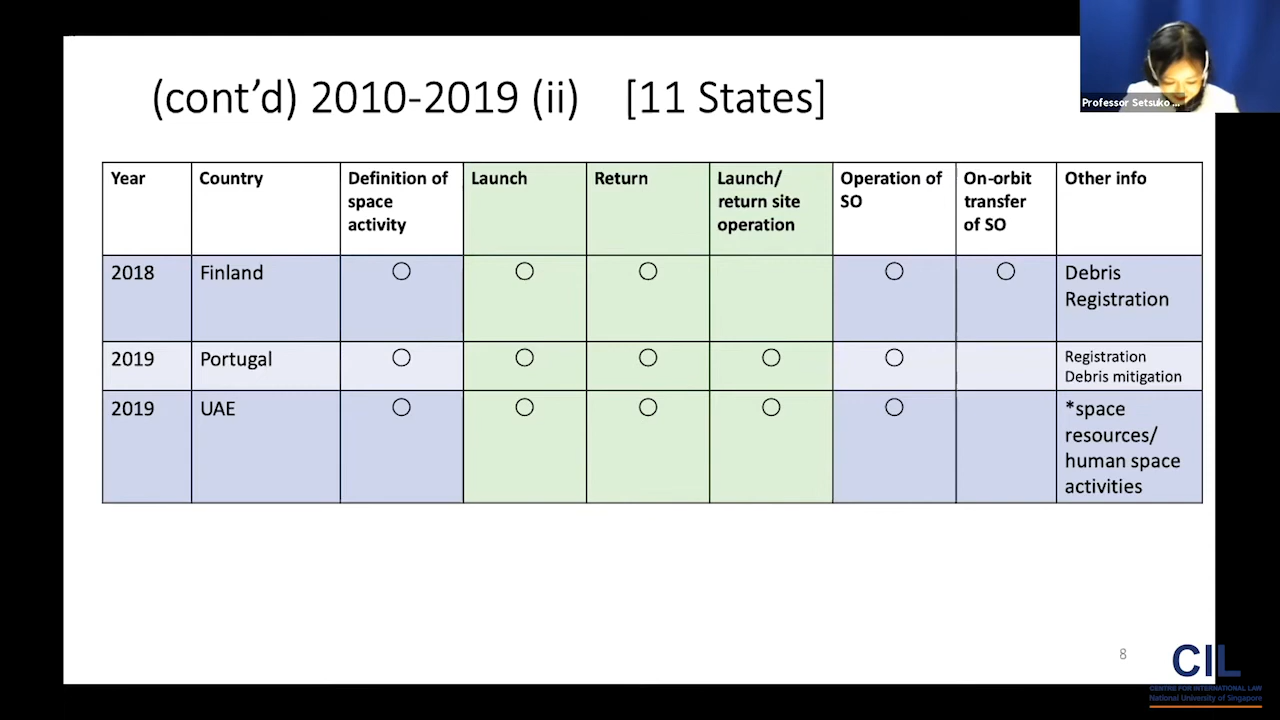 (cont’d) 2010-2019 (ii) [11 States]
Professor Setsuko ...
Year
Country
Definition of
space
activity
Launch
Return
Launch/
return site
operation
Operation of
SO
On-orbit
transfer
of SO
Other info
2018
Finland
○
○
○
○
○
Debris
Registration
2019
Portugal
○
○
○
○
○
Registration
Debris mitigation
2019
UAE
○
○
○
○
○
*space
resources/
human space
activities
8
CIL
CENTRE FOR INTERNATIONAL LAW
National University of Singapore